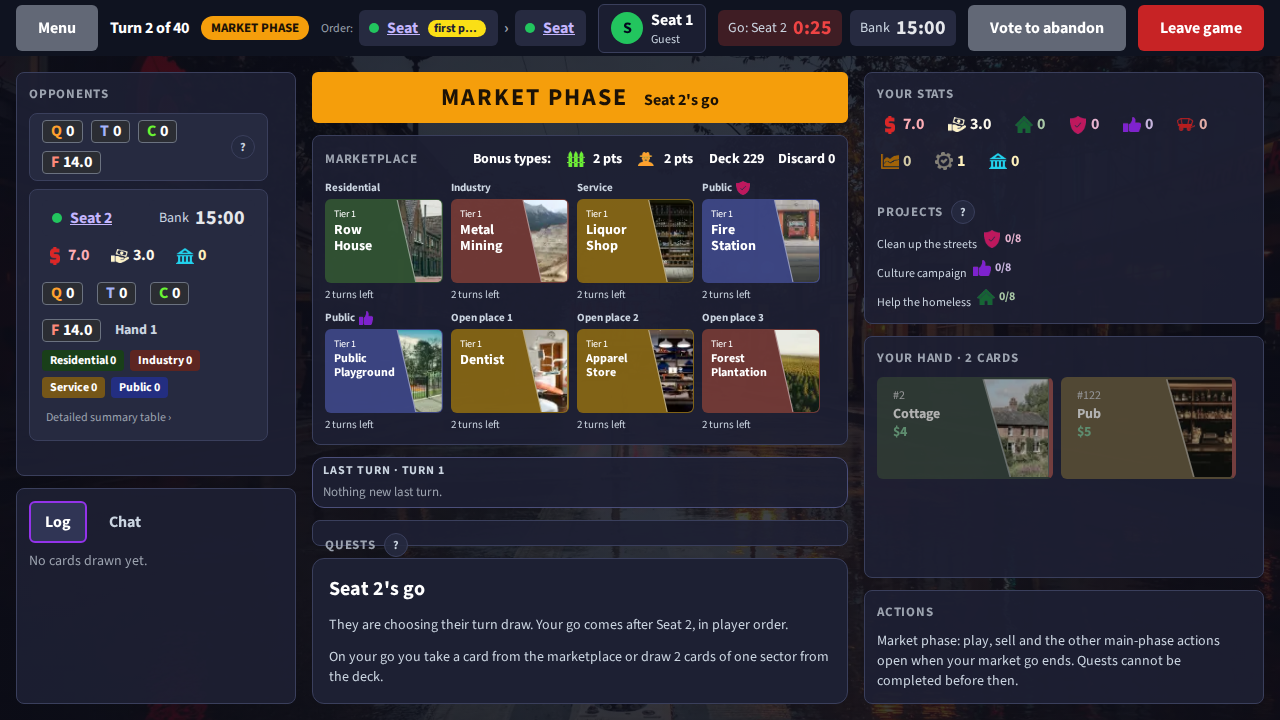 Menu
Turn 2 of 40
MARKET PHASE
Order:
Seat first p...
›
Seat
S
Seat 1
Guest
Go: Seat 2 0:25
Bank 15:00
Vote to abandon
Leave game
OPPONENTS
Q 0
T 0
C 0
?
F 14.0
Seat 2
Bank 15:00
7.0
3.0
0
Q 0
T 0
C 0
F 14.0
Hand 1
Residential 0
Industry 0
Service 0
Public 0
Detailed summary table ›
Log
Chat
No cards drawn yet.
MARKET PHASE Seat 2's go
MARKETPLACE
Bonus types:
2 pts
2 pts
Deck 229
Discard 0
Residential
Industry
Service
Public
Tier 1
Row
House
Tier 1
Metal
Mining
Tier 1
Liquor
Shop
Tier 1
Fire
Station
2 turns left
2 turns left
2 turns left
2 turns left
Public
Open place 1
Open place 2
Open place 3
Tier 1
Public
Playground
Tier 1
Dentist
Tier 1
Apparel
Store
Tier 1
Forest
Plantation
2 turns left
2 turns left
2 turns left
2 turns left
LAST TURN · TURN 1
Nothing new last turn.
QUESTS ?
Seat 2's go
They are choosing their turn draw. Your go comes after Seat 2, in player order.
On your go you take a card from the marketplace or draw 2 cards of one sector from
the deck.
YOUR STATS
7.0
3.0
0
0
0
0
0
1
0
PROJECTS ?
Clean up the streets 0/8
Culture campaign 0/8
Help the homeless 0/8
YOUR HAND · 2 CARDS
#2
Cottage
$4
#122
Pub
$5
ACTIONS
Market phase: play, sell and the other main-phase actions
open when your market go ends. Quests cannot be
completed before then.